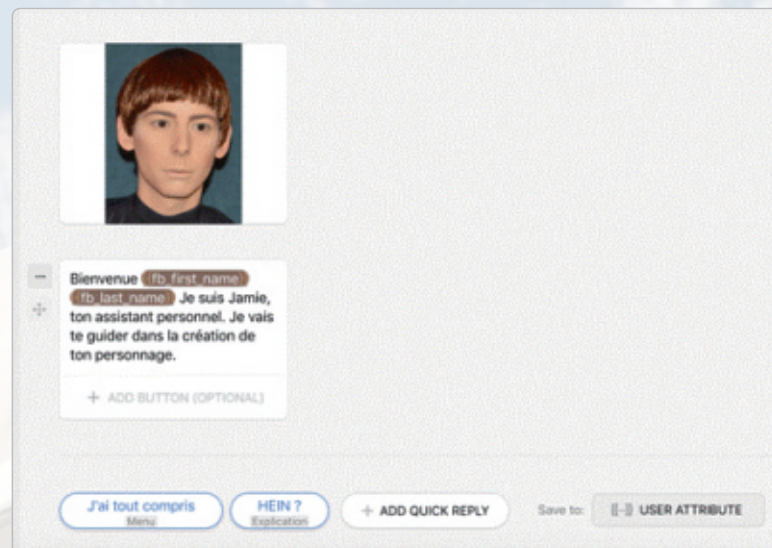 Bienvenue {fb_first_name}
{fb_last_name} Je suis Jamie,
ton assistant personnel. Je vais
te guider dans la création de
ton personnage.
+ ADD BUTTON (OPTIONAL)
J'ai tout compris
Menu
HEIN ?
Explication
+ ADD QUICK REPLY
Save to:
USER ATTRIBUTE